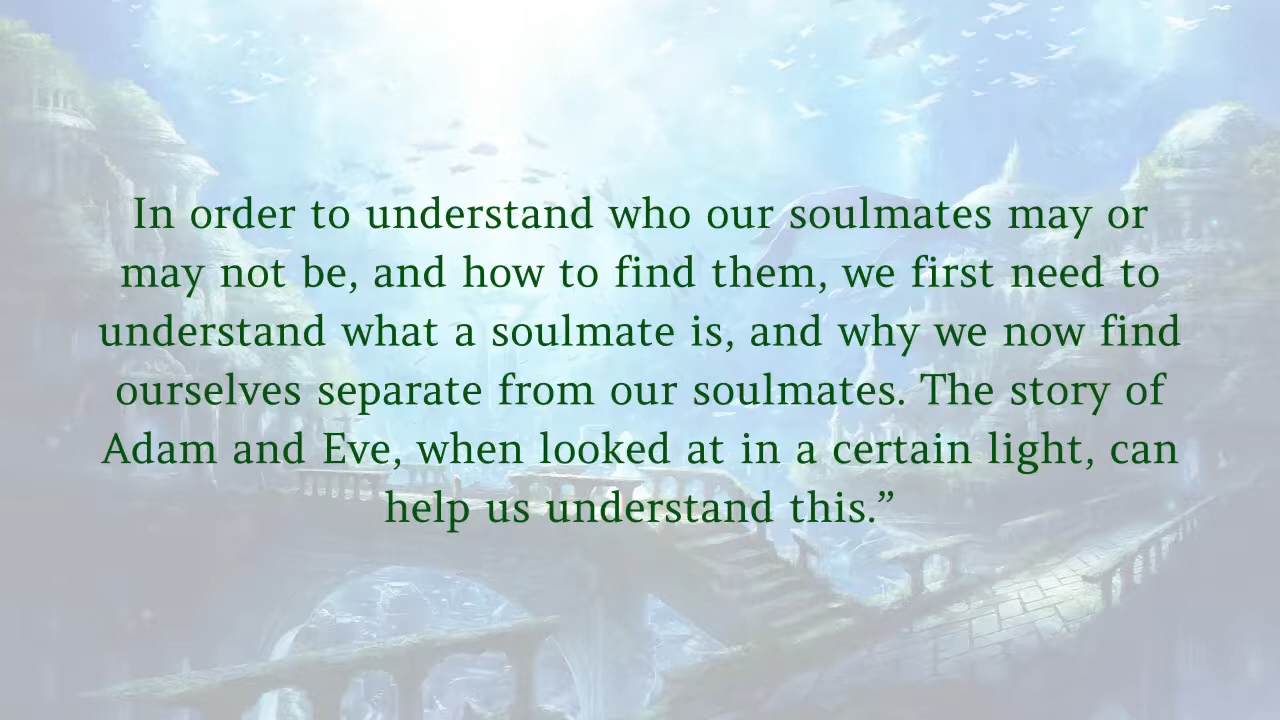 In order to understand who our soulmates may or
may not be, and how to find them, we first need to
understand what a soulmate is, and why we now find
ourselves separate from our soulmates. The story of
Adam and Eve, when looked at in a certain light, can
help us understand this.”